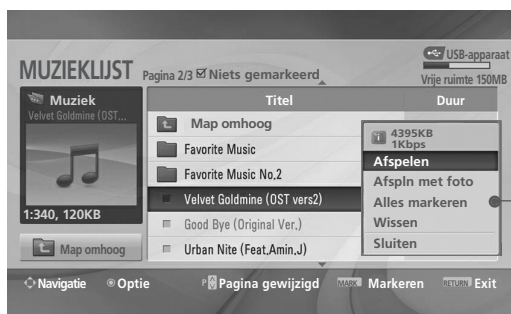 USB-apparaat
MUZIEKLIJST
Pagina 2/3 Niets gemarkeerd
Vrije ruimte 150MB
Muziek
Velvet Goldmine (OST...
1:340, 120KB
Map omhoog
Titel
Duur
Map omhoog
Favorite Music
Favorite Music No.2
Velvet Goldmine (OST vers2)
Good Bye (Original Ver.)
Urban Nite (Feat.Amin.J)
4395KB
1Kbps
Afspelen
Afspln met foto
Alles markeren
Wissen
Sluiten
Navigatie
Optie
P Pagina gewijzigd
MARK Markeren
RETURN Exit